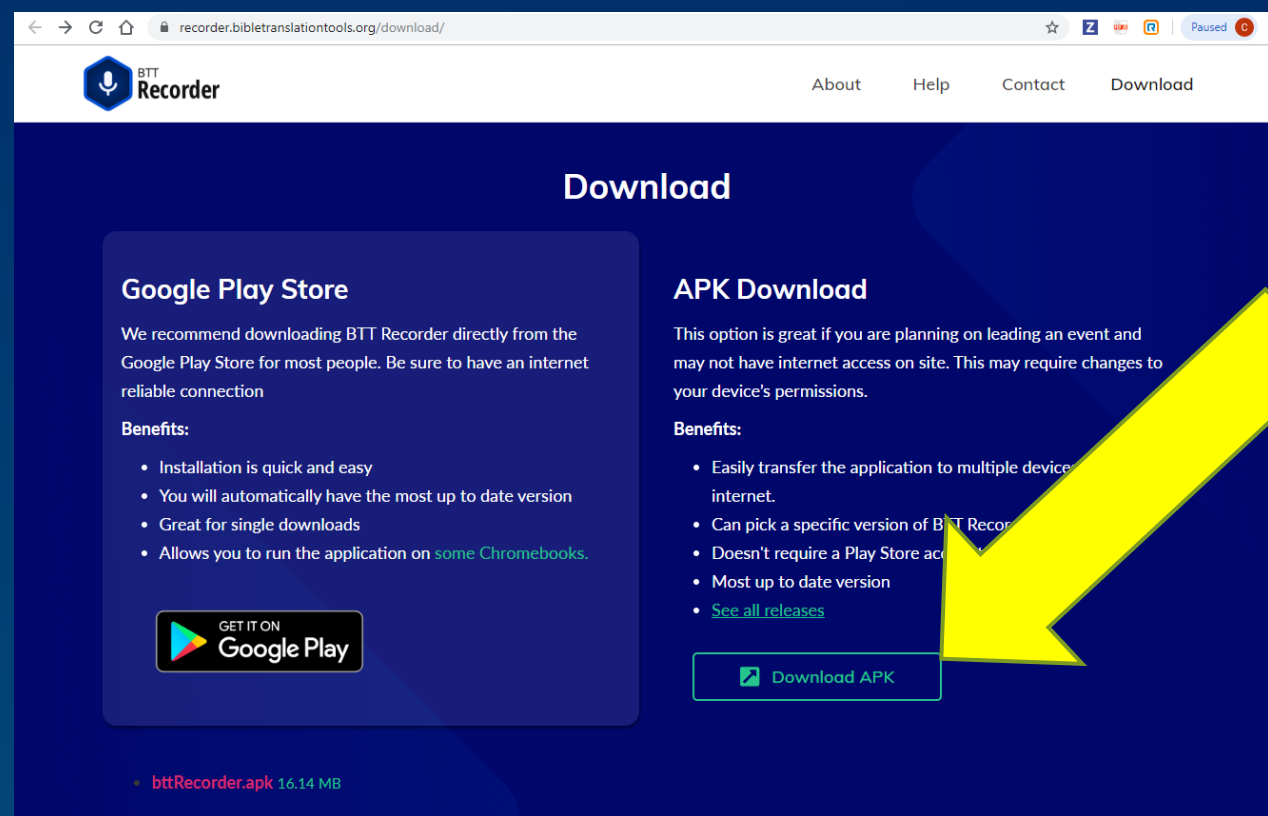 recorder.bibletranslationtools.org/download/
Paused C
BTT
Recorder
About Help Contact Download
Download
Google Play Store
We recommend downloading BTT Recorder directly from the
Google Play Store for most people. Be sure to have an internet
reliable connection
Benefits:
• Installation is quick and easy
• You will automatically have the most up to date version
• Great for single downloads
• Allows you to run the application on some Chromebooks.
GET IT ON
Google Play
APK Download
This option is great if you are planning on leading an event and
may not have internet access on site. This may require changes to
your device's permissions.
Benefits:
• Easily transfer the application to multiple
internet.
• Can pick a specific version of BTT
• Doesn't require a Play Store
• Most up to date version
• See all releases
Download APK
• bttRecorder.apk 16.14 MB